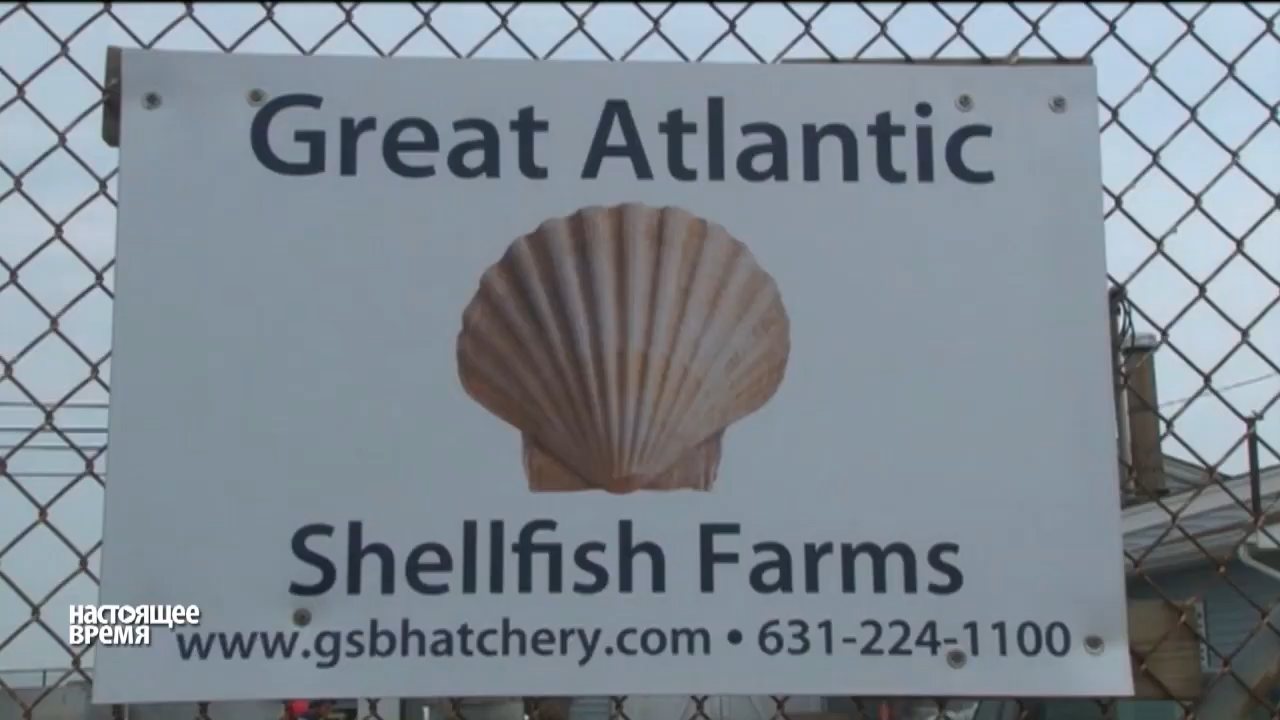 Great Atlantic
Shellfish Farms
www.gsbhatchery.com • 631-224-1100
НАСТОЯЩЕЕ
ВРЕМЯ